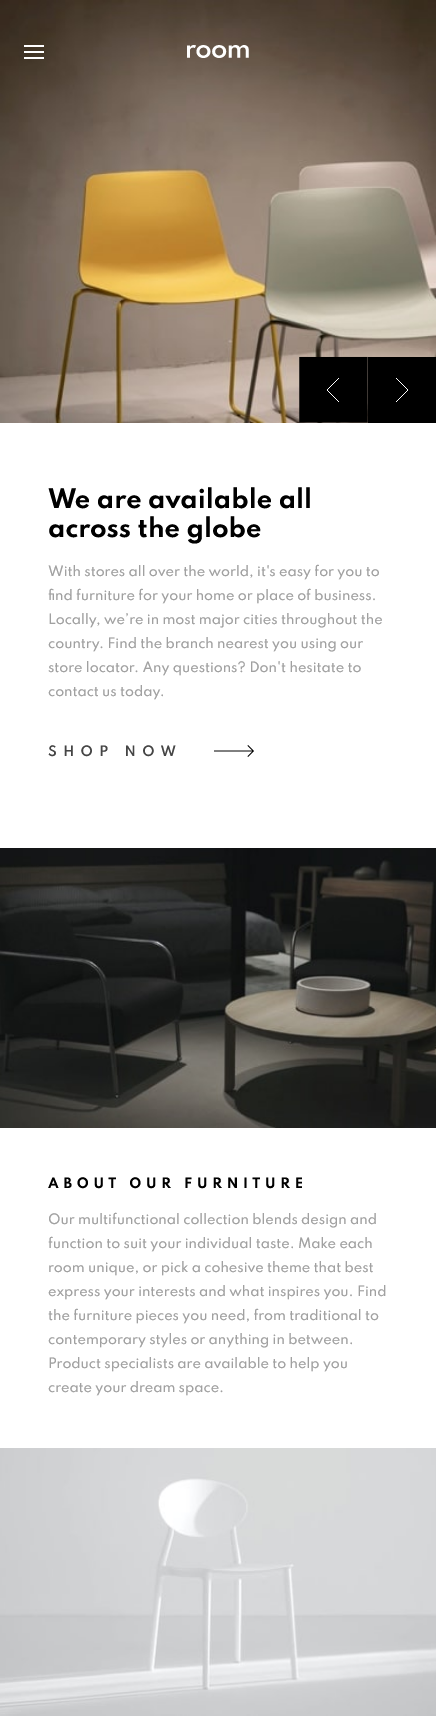 room
We are available all
across the globe
With stores all over the world, it's easy for you to
find furniture for your home or place of business.
Locally, we’re in most major cities throughout the
country. Find the branch nearest you using our
store locator. Any questions? Don't hesitate to
contact us today.
SHOP NOW
ABOUT OUR FURNITURE
Our multifunctional collection blends design and
function to suit your individual taste. Make each
room unique, or pick a cohesive theme that best
express your interests and what inspires you. Find
the furniture pieces you need, from traditional to
contemporary styles or anything in between.
Product specialists are available to help you
create your dream space.